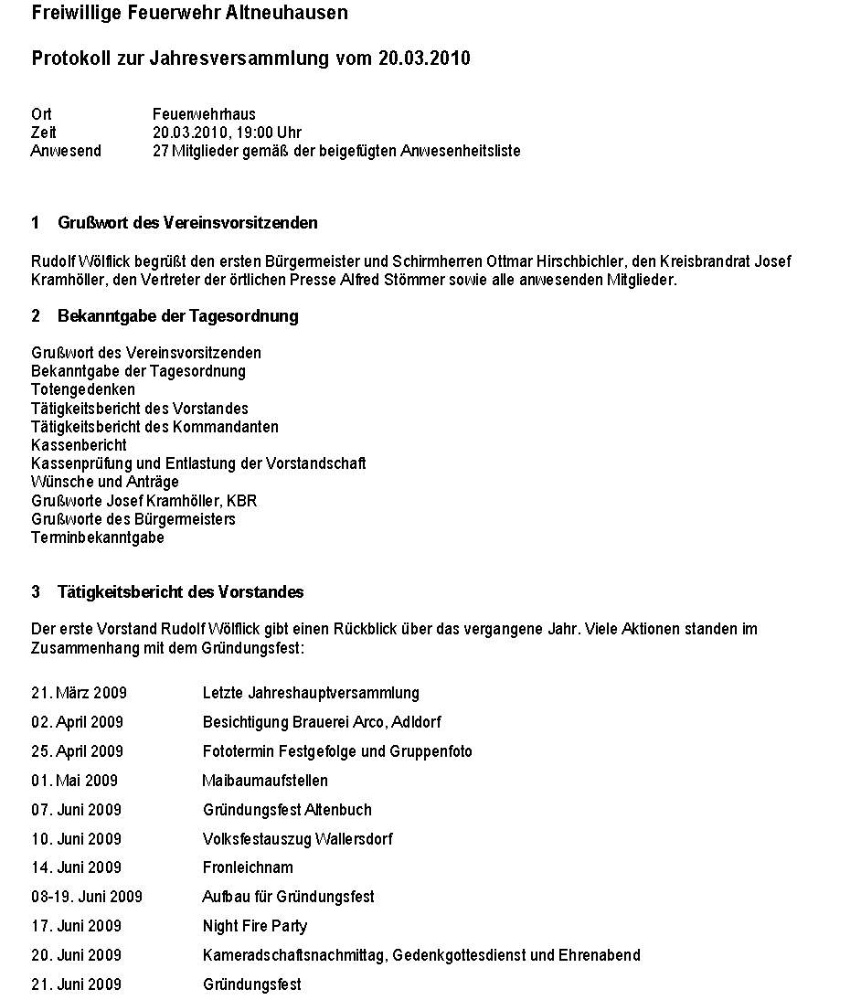 Freiwillige Feuerwehr Altneuhausen
Protokoll zur Jahresversammlung vom 20.03.2010
Ort Feuerwehrhaus
Zeit 20.03.2010, 19:00 Uhr
Anwesend 27 Mitglieder gemäß der beigefügten Anwesenheitsliste
1 Grußwort des Vereinsvorsitzenden
Rudolf Wölflick begrüßt den ersten Bürgermeister und Schirmherren Ottmar Hirschbichler, den Kreisbrandrat Josef
Kramhöller, den Vertreter der örtlichen Presse Alfred Stömmer sowie alle anwesenden Mitglieder.
2 Bekanntgabe der Tagesordnung
Grußwort des Vereinsvorsitzenden
Bekanntgabe der Tagesordnung
Totengedenken
Tätigkeitsbericht des Vorstandes
Tätigkeitsbericht des Kommandanten
Kassenbericht
Kassenprüfung und Entlastung der Vorstandschaft
Wünsche und Anträge
Grußworte Josef Kramhöller, KBR
Grußworte des Bürgermeisters
Terminbekanntgabe
3 Tätigkeitsbericht des Vorstandes
Der erste Vorstand Rudolf Wölflick gibt einen Rückblick über das vergangene Jahr. Viele Aktionen standen im
Zusammenhang mit dem Gründungsfest:
21. März 2009 Letzte Jahreshauptversammlung
02. April 2009 Besichtigung Brauerei Arco, Adldorf
25. April 2009 Fototermin Festgefolge und Gruppenfoto
01. Mai 2009 Maibaumaufstellen
07. Juni 2009 Gründungsfest Altenbuch
10. Juni 2009 Volksfestauszug Wallersdorf
14. Juni 2009 Fronleichnam
08-19. Juni 2009 Aufbau für Gründungsfest
17. Juni 2009 Night Fire Party
20. Juni 2009 Kameradschaftsnachmittag, Gedenkgottesdienst und Ehrenabend
21. Juni 2009 Gründungsfest